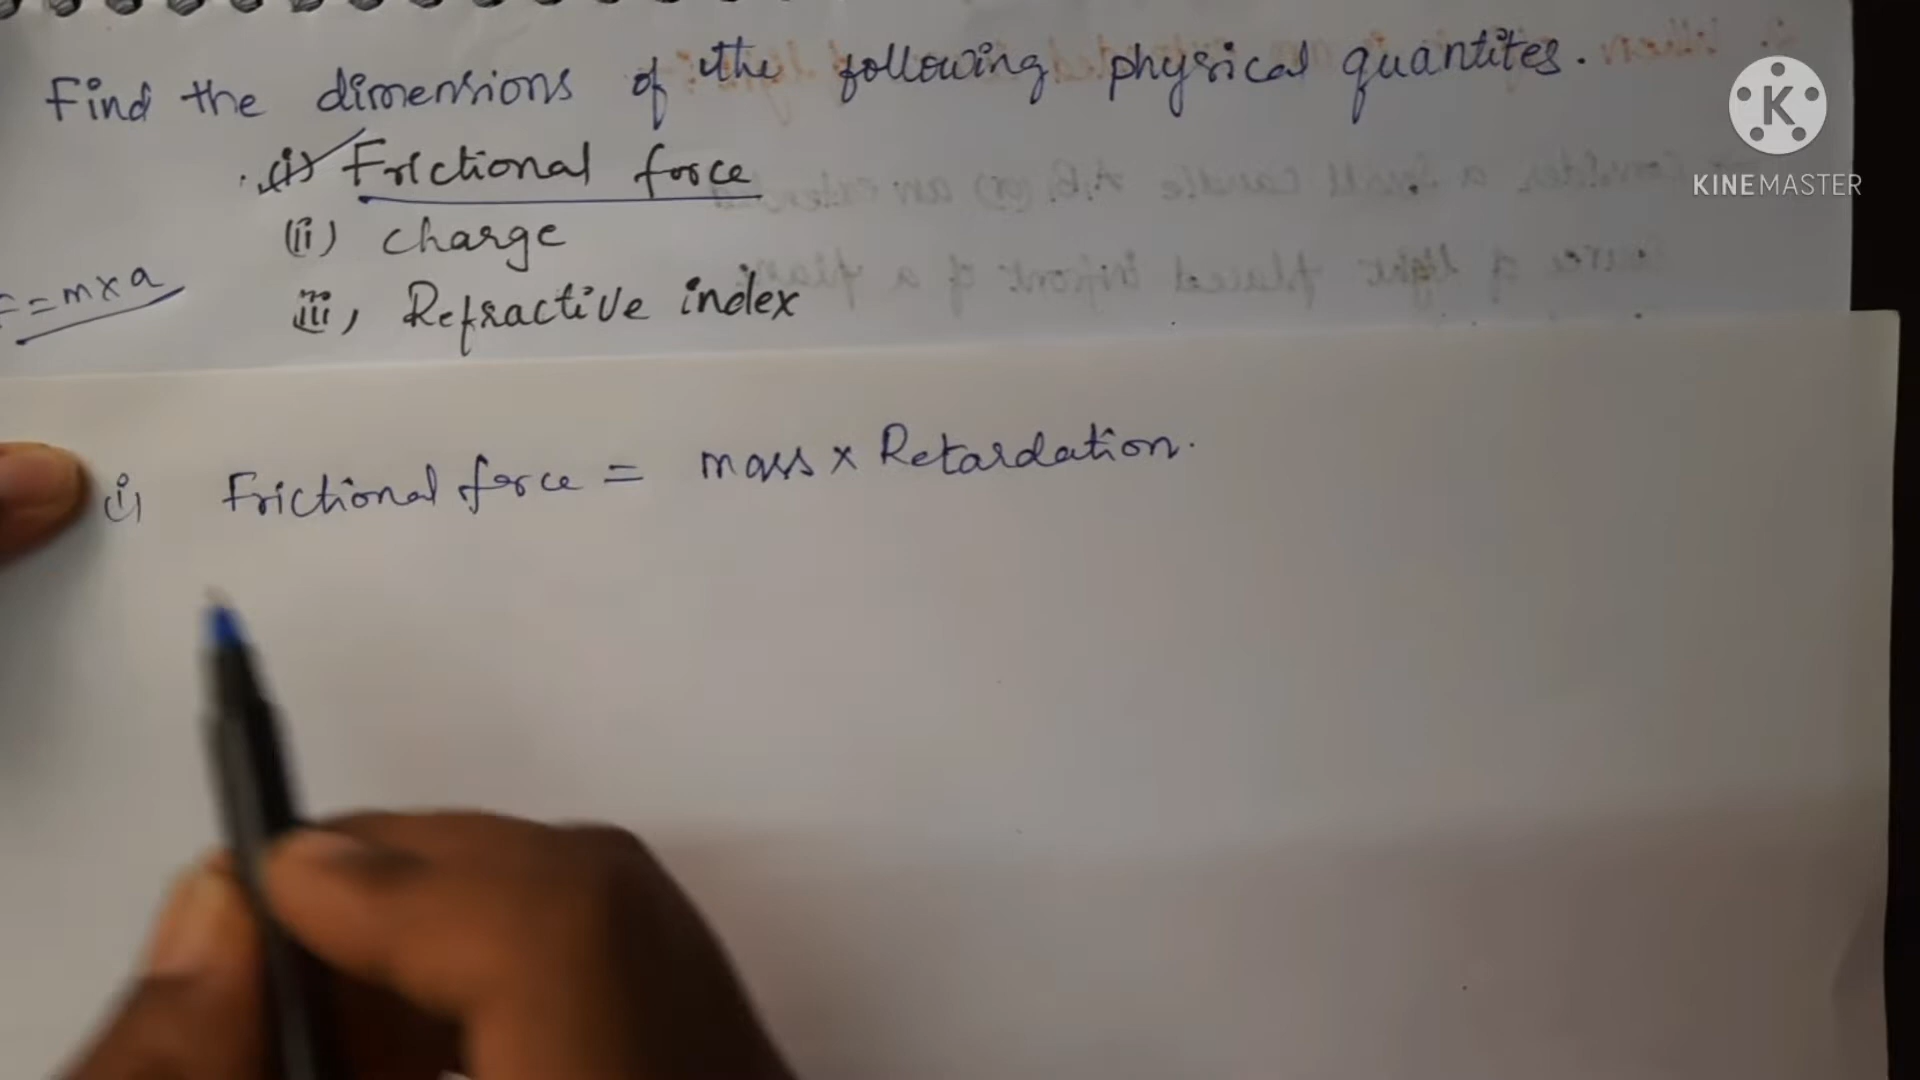 Find the dimensions of the following physical quantites.
(i) Frictional force
(ii) charge
iii, Refractive index
F = m x a
(i) Frictional force = mass x Retardation.
KINEMASTER